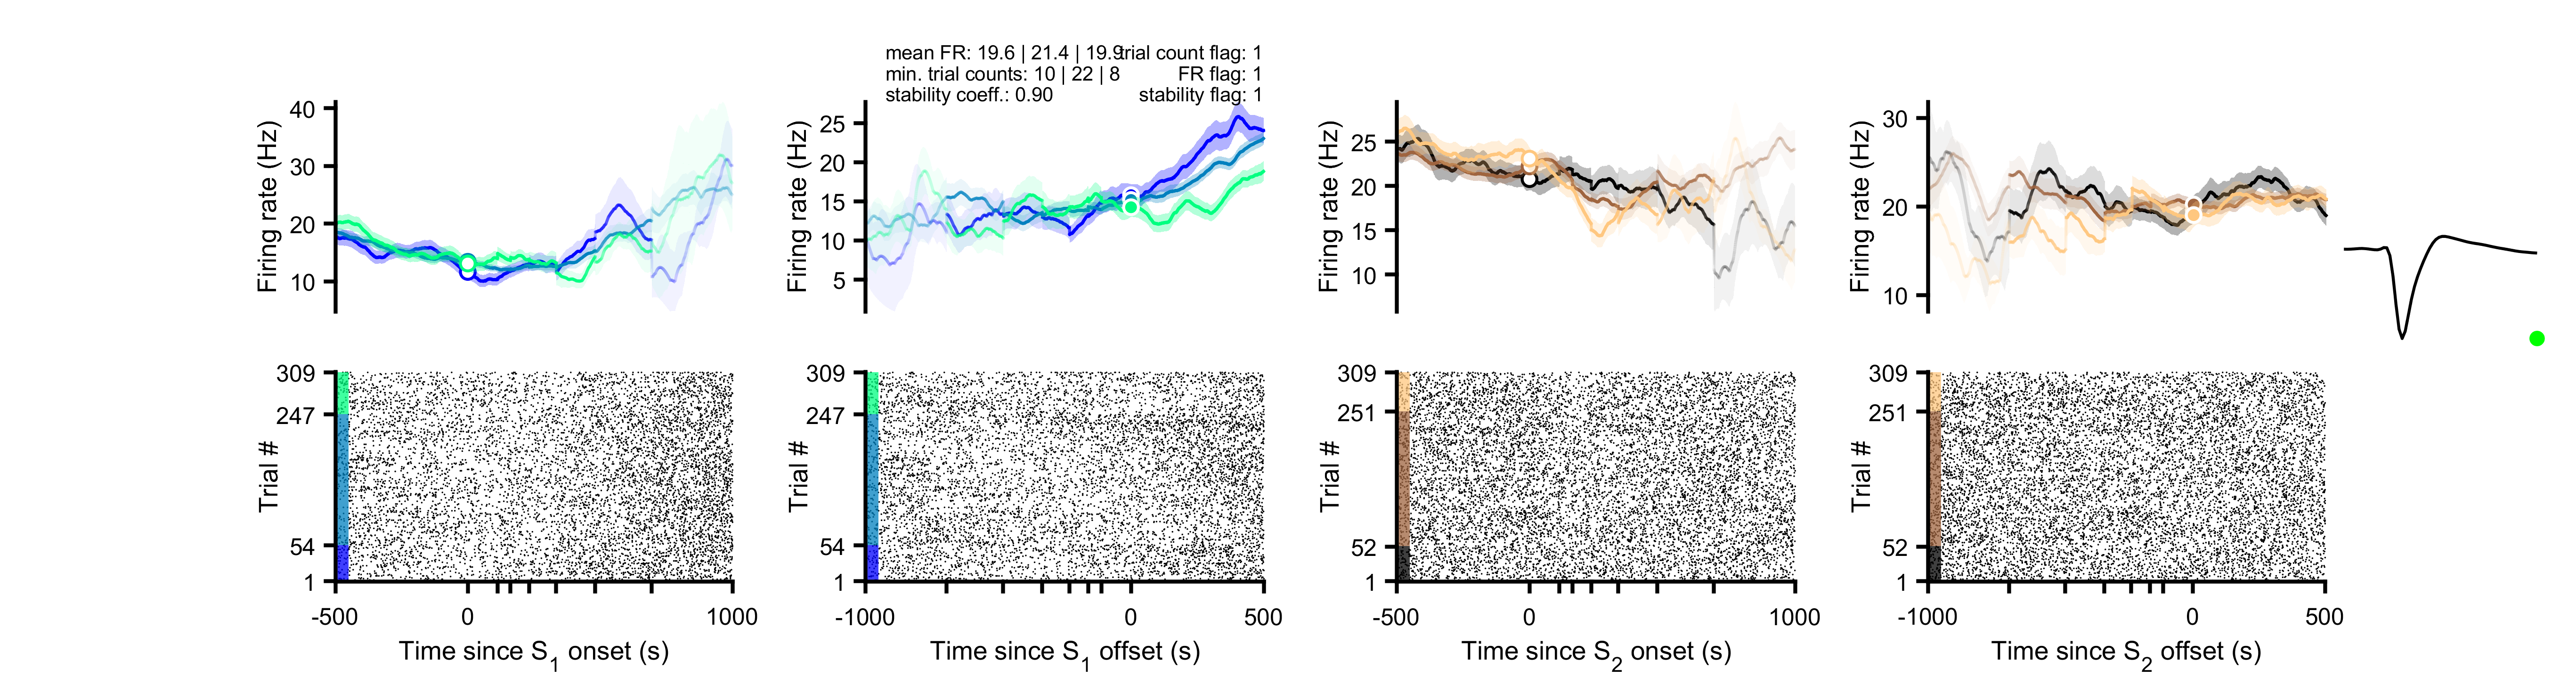 mean FR: 19.6 | 21.4 | 19.9
trial count flag: 1
min. trial counts: 10 | 22 | 8
FR flag: 1
stability coeff.: 0.90
stability flag: 1
Firing rate (Hz)
40
30
20
10
Firing rate (Hz)
25
20
15
10
5
Firing rate (Hz)
25
20
15
10
Firing rate (Hz)
30
20
10
Trial #
309
247
54
1
-500
0
1000
Time since S1 onset (s)
Trial #
309
247
54
1
-1000
0
500
Time since S1 offset (s)
Trial #
309
251
52
1
-500
0
1000
Time since S2 onset (s)
Trial #
309
251
52
1
-1000
0
500
Time since S2 offset (s)